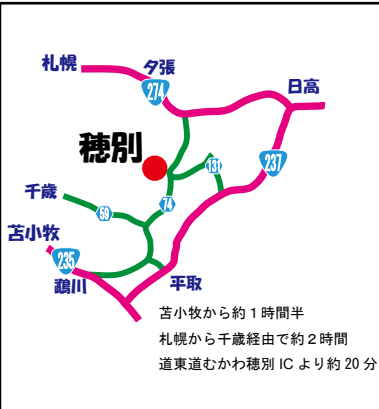 札幌
夕張
274
日高
穂別
131
237
千歳
59
74
苫小牧
235
鵡川
平取
苫小牧から約１時間半
札幌から千歳経由で約２時間
道東道むかわ穂別 IC より約 20 分